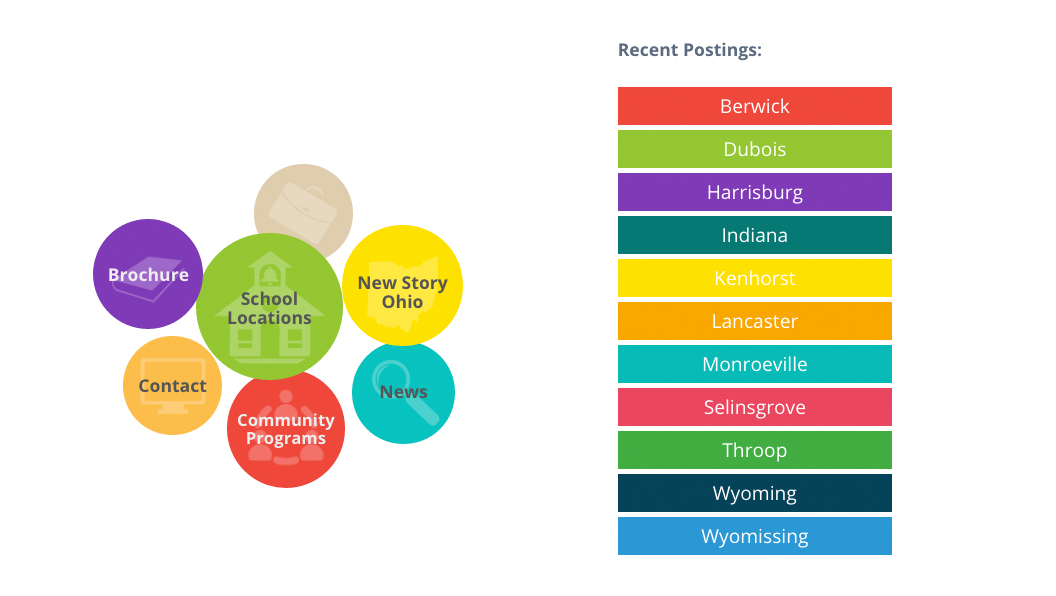 Brochure
School
Locations
New Story
Ohio
Contact
Community
Programs
News
Recent Postings:
Berwick
Dubois
Harrisburg
Indiana
Kenhorst
Lancaster
Monroeville
Selinsgrove
Throop
Wyoming
Wyomissing